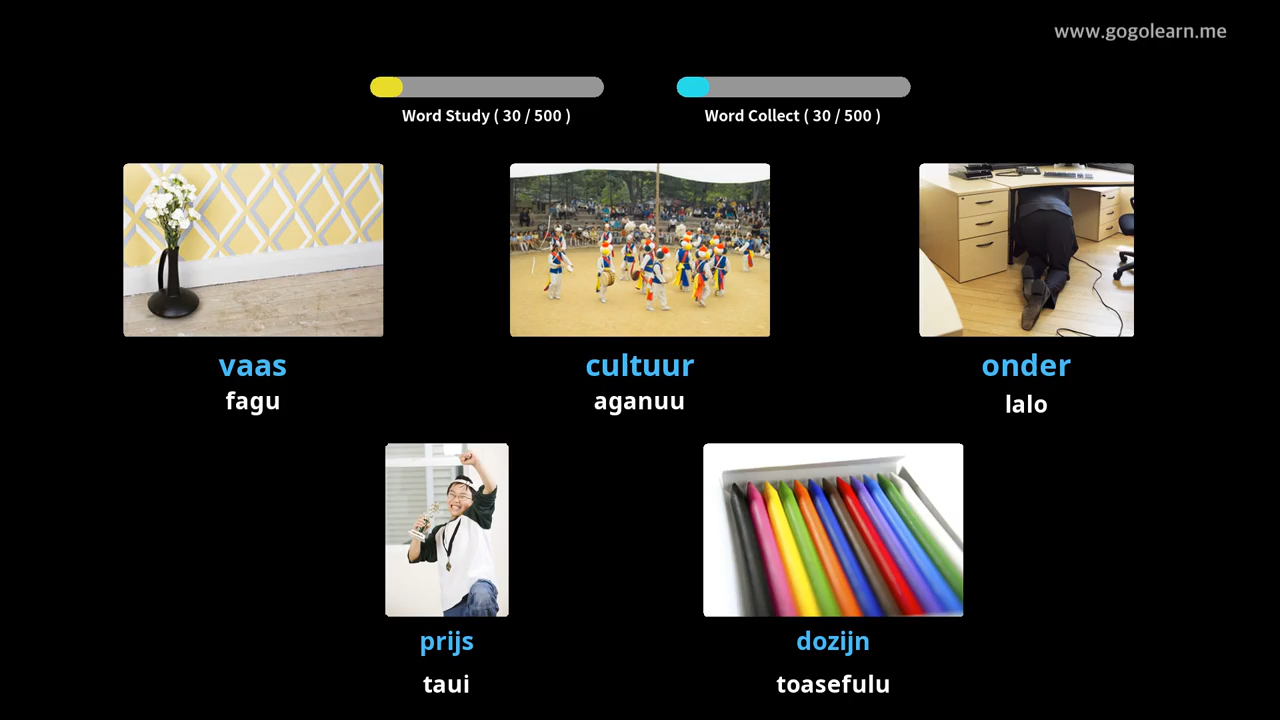 www.gogolearn.me
Word Study ( 30 / 500 )
Word Collect ( 30 / 500 )
vaas
fagu
cultuur
aganuu
onder
lalo
prijs
taui
dozijn
toasefulu